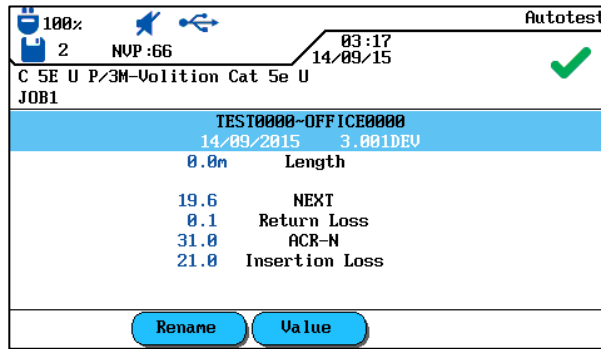 100% Autotest
2 NVP:66 03:17
14/09/15
C 5E U P/3M-Volition Cat 5e U
JOB1
TEST0000~OFFICE0000
14/09/2015 3.001DEV
0.0m Length
19.6 NEXT
0.1 Return Loss
31.0 ACR-N
21.0 Insertion Loss
Rename Value